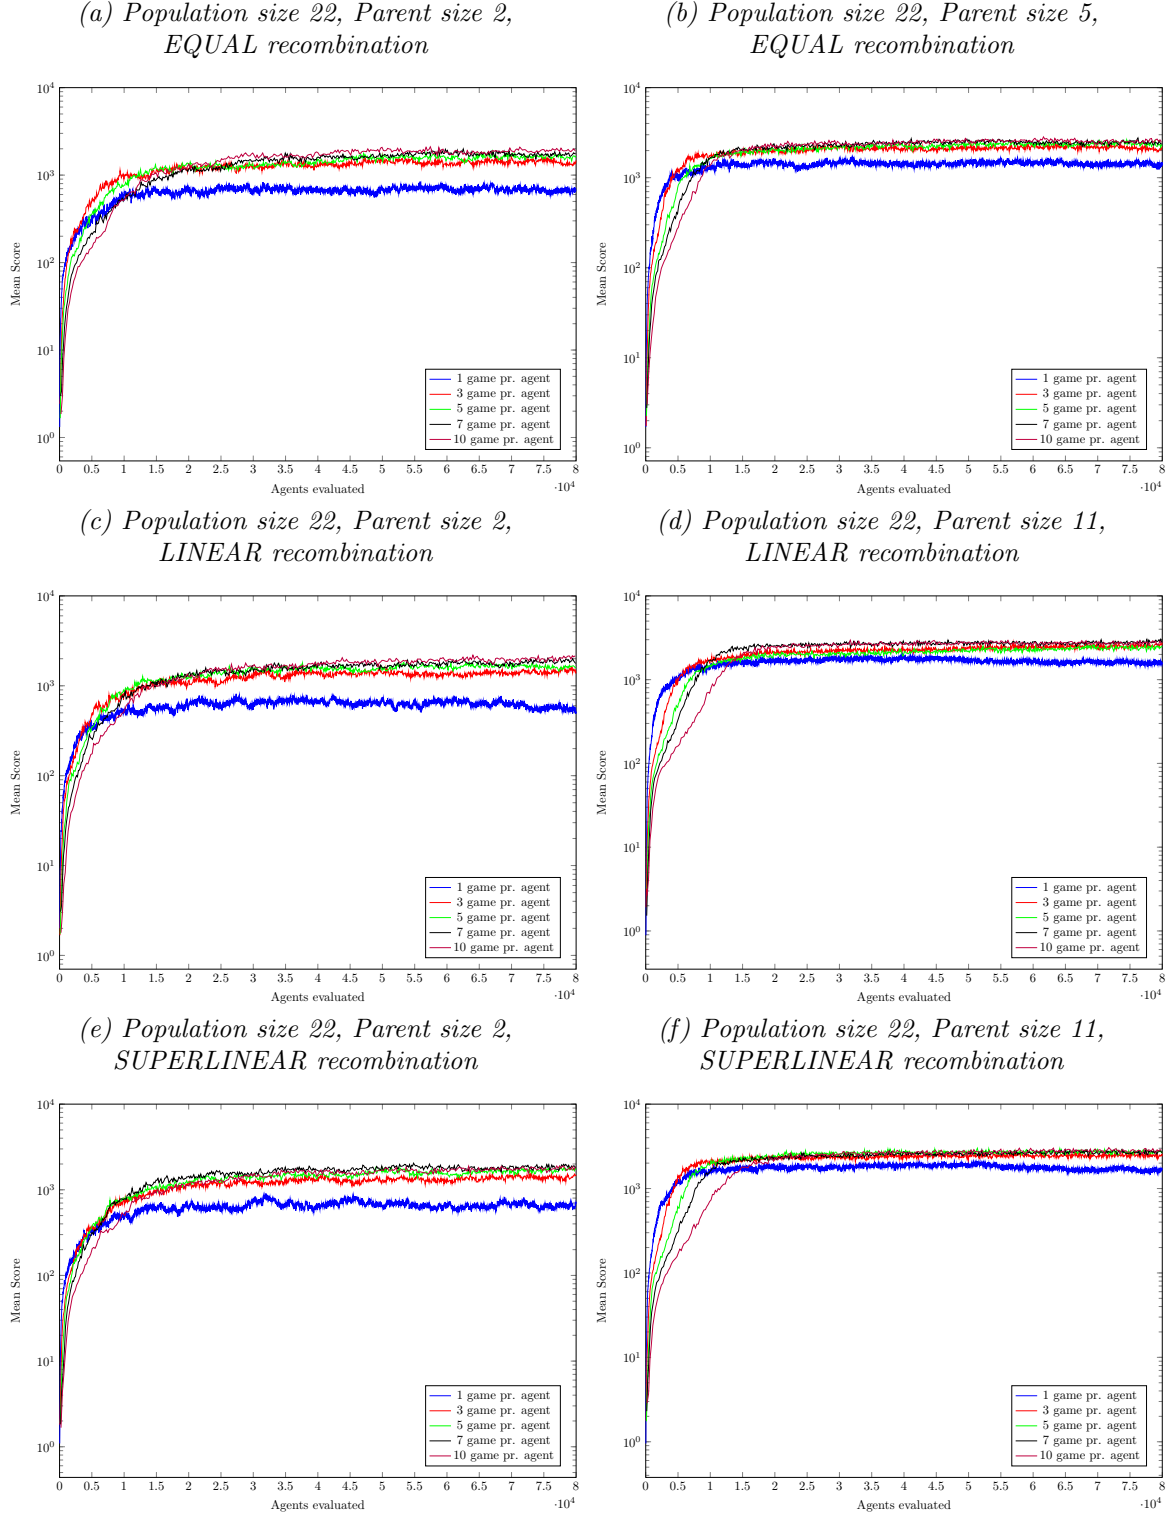 (a) Population size 22, Parent size 2,
EQUAL recombination
10^4
10^3
10^2
10^1
10^0
Mean Score
0 0.5 1 1.5 2 2.5 3 3.5 4 4.5 5 5.5 6 6.5 7 7.5 8
·10^4
Agents evaluated
1 game pr. agent
3 game pr. agent
5 game pr. agent
7 game pr. agent
10 game pr. agent
(b) Population size 22, Parent size 5,
EQUAL recombination
10^4
10^3
10^2
10^1
10^0
Mean Score
0 0.5 1 1.5 2 2.5 3 3.5 4 4.5 5 5.5 6 6.5 7 7.5 8
·10^4
Agents evaluated
1 game pr. agent
3 game pr. agent
5 game pr. agent
7 game pr. agent
10 game pr. agent
(c) Population size 22, Parent size 2,
LINEAR recombination
10^4
10^3
10^2
10^1
10^0
Mean Score
0 0.5 1 1.5 2 2.5 3 3.5 4 4.5 5 5.5 6 6.5 7 7.5 8
·10^4
Agents evaluated
1 game pr. agent
3 game pr. agent
5 game pr. agent
7 game pr. agent
10 game pr. agent
(d) Population size 22, Parent size 11,
LINEAR recombination
10^4
10^3
10^2
10^1
10^0
Mean Score
0 0.5 1 1.5 2 2.5 3 3.5 4 4.5 5 5.5 6 6.5 7 7.5 8
·10^4
Agents evaluated
1 game pr. agent
3 game pr. agent
5 game pr. agent
7 game pr. agent
10 game pr. agent
(e) Population size 22, Parent size 2,
SUPERLINEAR recombination
10^4
10^3
10^2
10^1
10^0
Mean Score
0 0.5 1 1.5 2 2.5 3 3.5 4 4.5 5 5.5 6 6.5 7 7.5 8
·10^4
Agents evaluated
1 game pr. agent
3 game pr. agent
5 game pr. agent
7 game pr. agent
10 game pr. agent
(f) Population size 22, Parent size 11,
SUPERLINEAR recombination
10^4
10^3
10^2
10^1
10^0
Mean Score
0 0.5 1 1.5 2 2.5 3 3.5 4 4.5 5 5.5 6 6.5 7 7.5 8
·10^4
Agents evaluated
1 game pr. agent
3 game pr. agent
5 game pr. agent
7 game pr. agent
10 game pr. agent